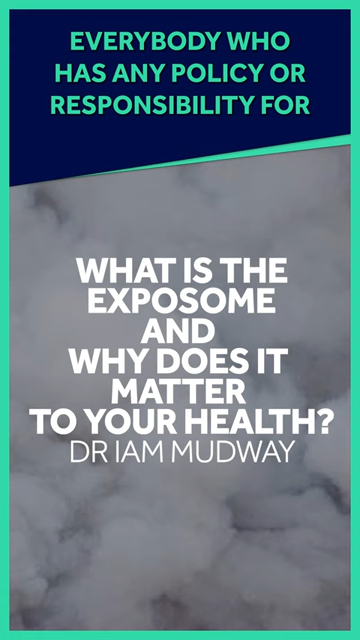 EVERYBODY WHO
HAS ANY POLICY OR
RESPONSIBILITY FOR
WHAT IS THE
EXPOSOME
AND
WHY DOES IT
MATTER
TO YOUR HEALTH?
DR IAM MUDWAY